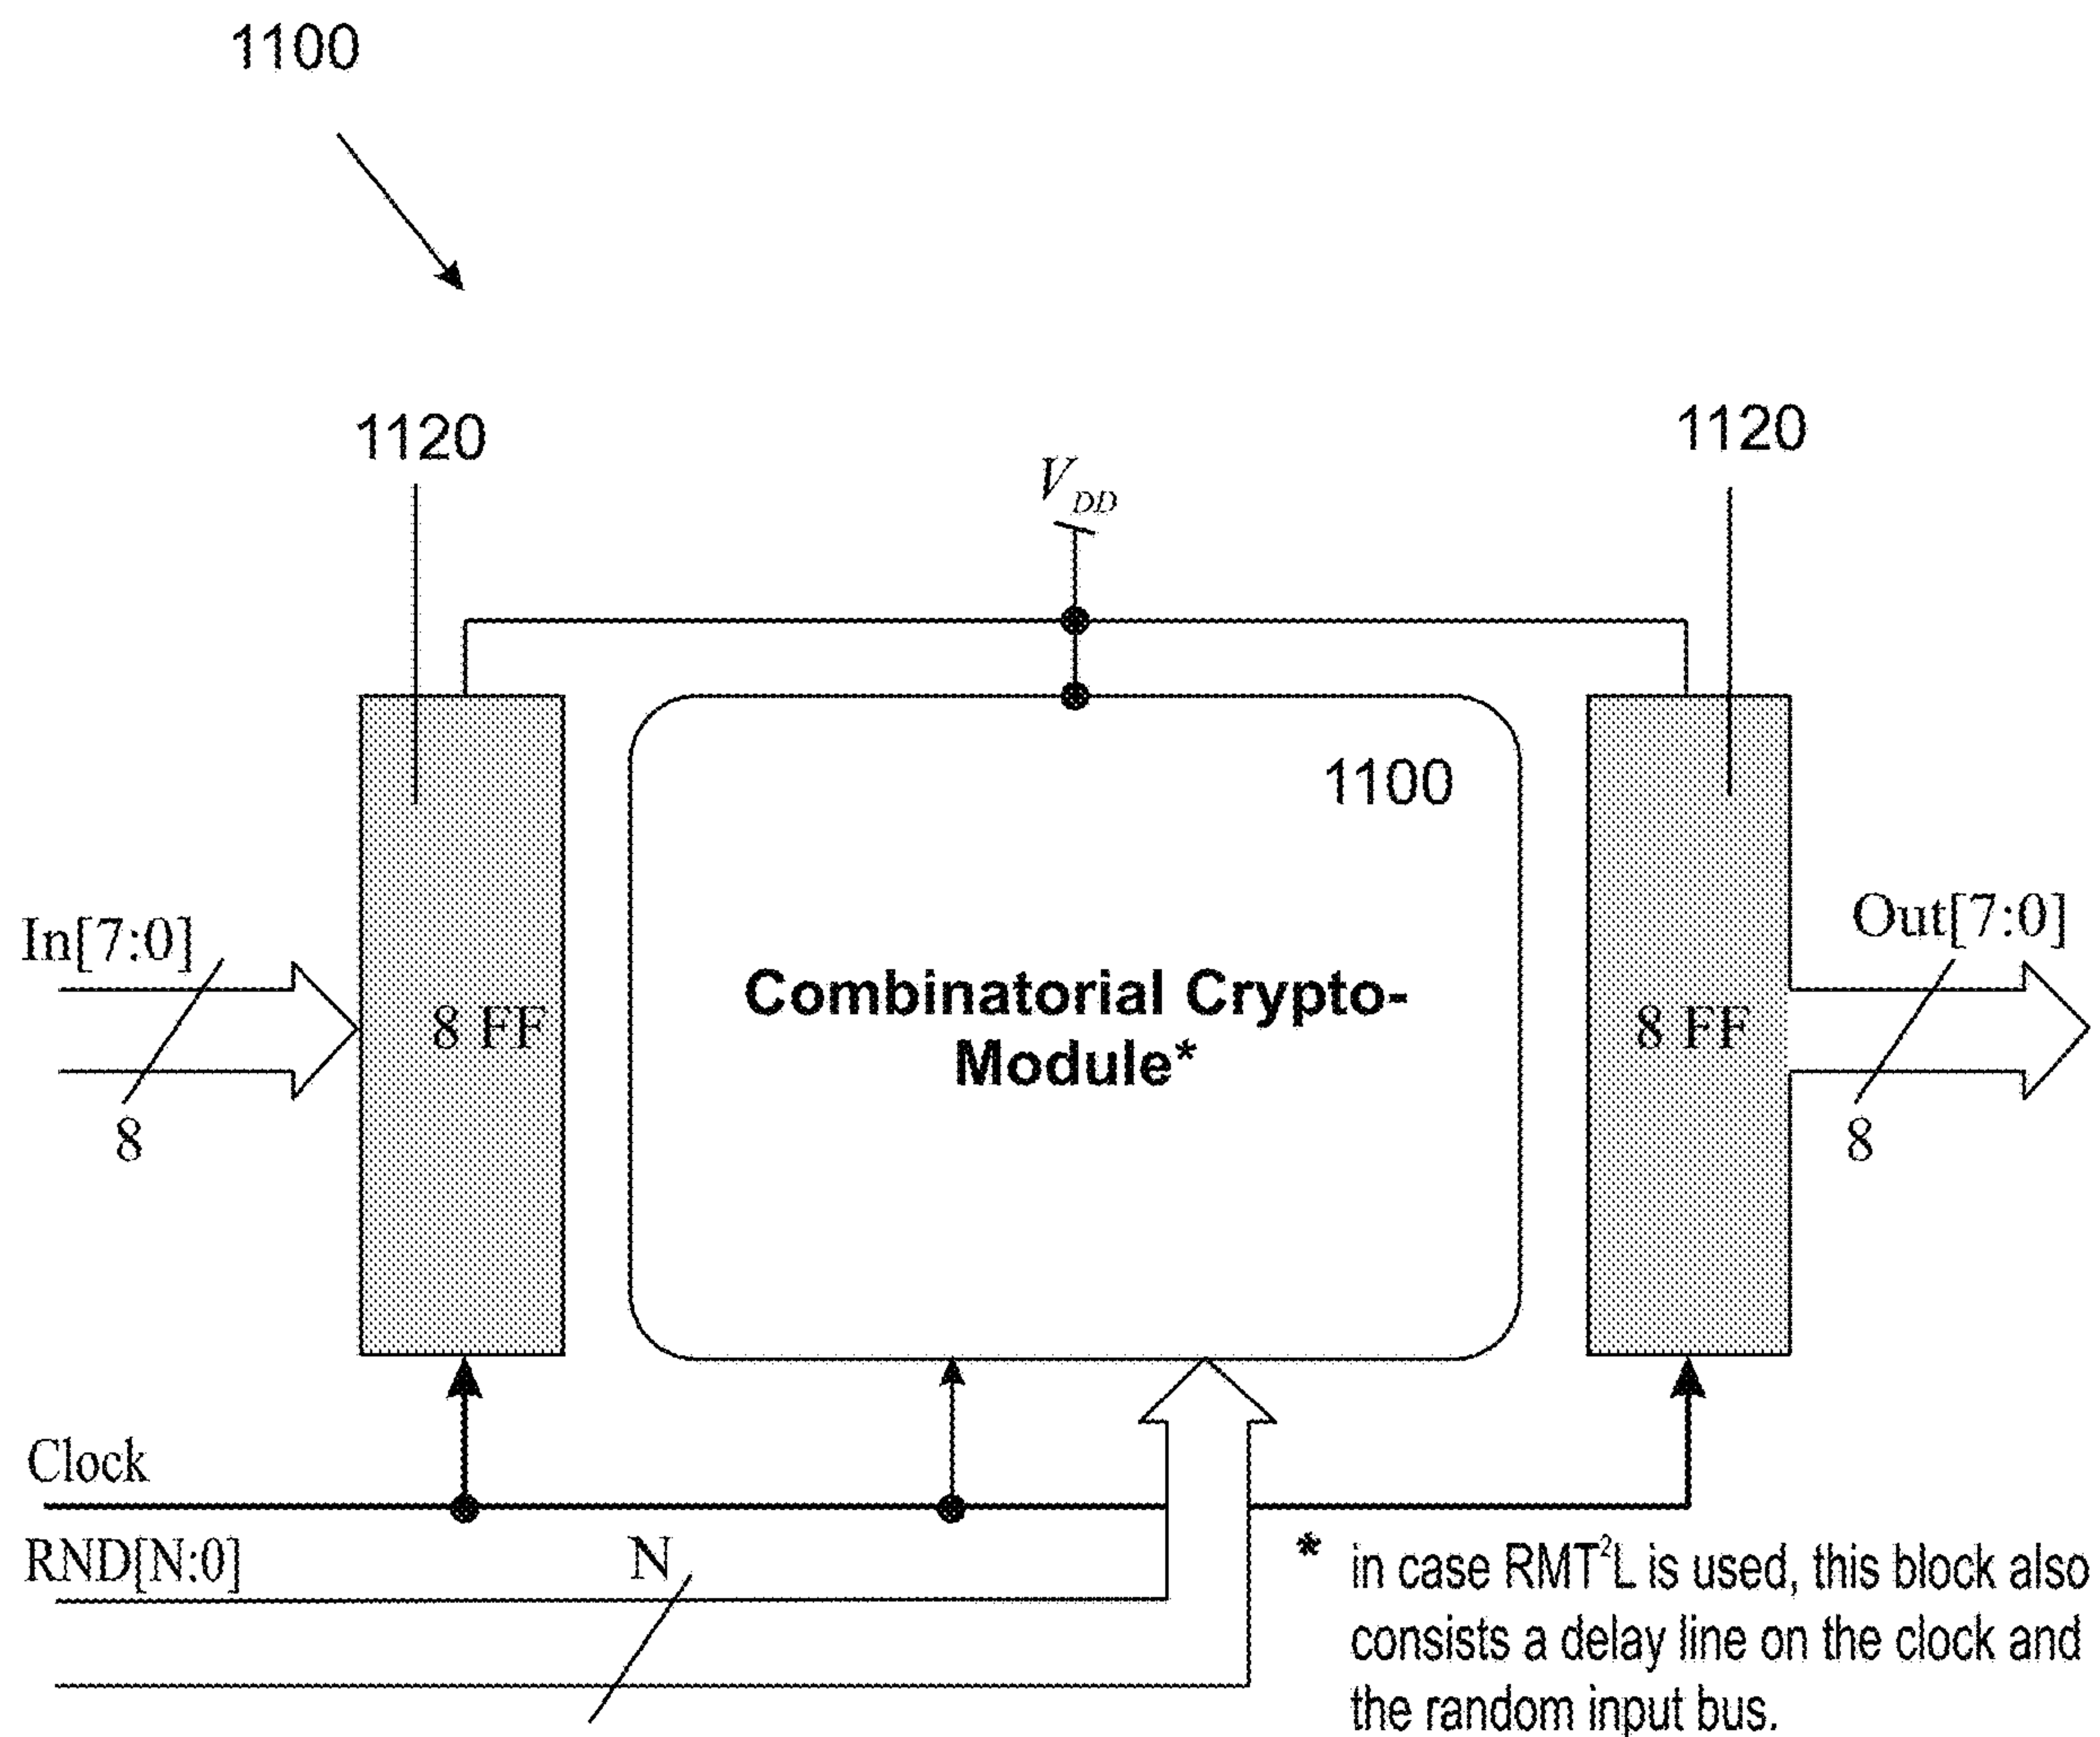 1100
1120
1120
V_DD
1100
In[7:0]
Out[7:0]
8 FF
Combinatorial Crypto-
Module*
8 FF
8
8
Clock
RND[N:0]
N
* in case RMT²L is used, this block also
consists a delay line on the clock and
the random input bus.